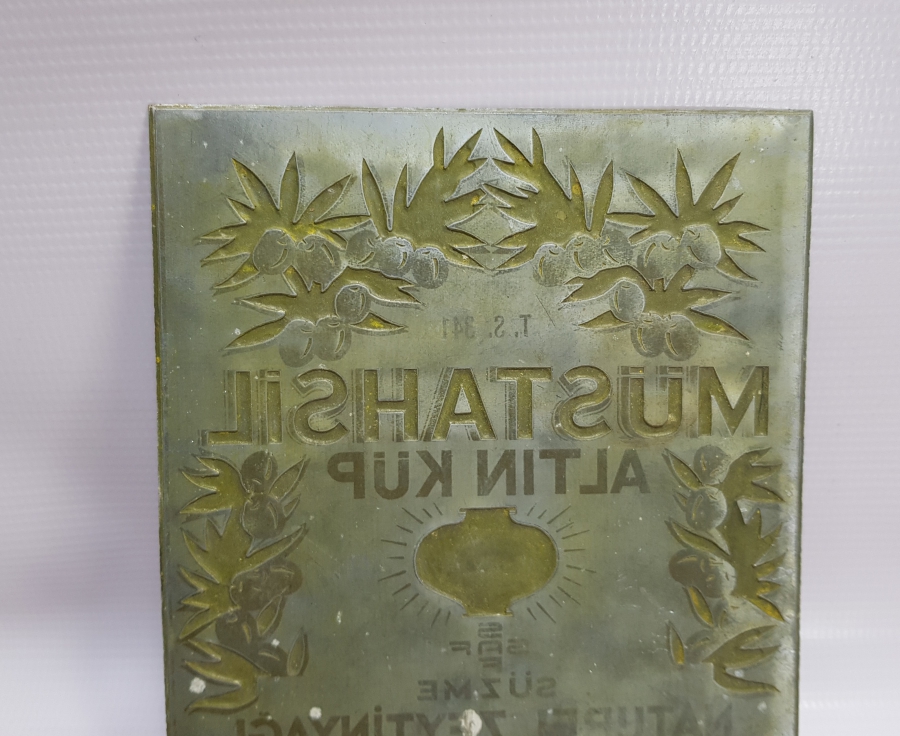 T. S. 341
MÜSTAHSİL
ALTIN KÜP
SÜZME
NATUREL ZEYTİNYAĞI